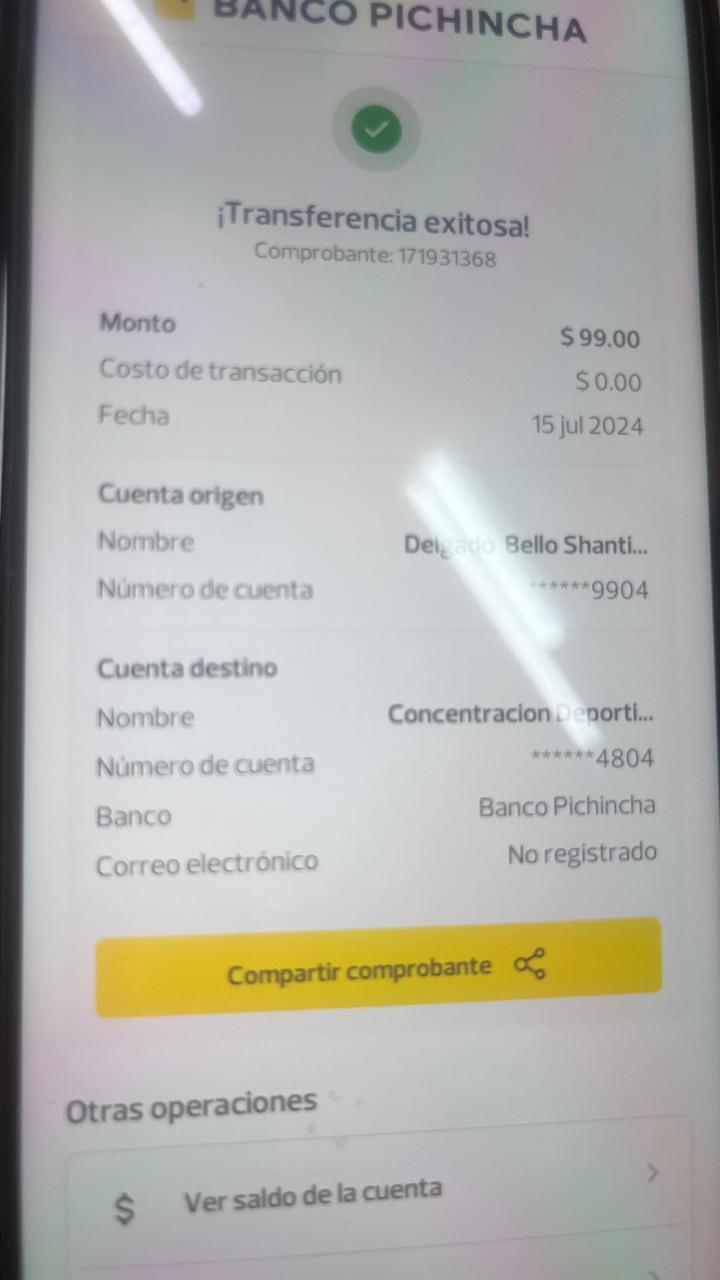 BANCO PICHINCHA
¡Transferencia exitosa!
Comprobante: 171931368
Monto $ 99.00
Costo de transacción $ 0.00
Fecha 15 jul 2024
Cuenta origen
Nombre Delgado Bello Shanti...
Número de cuenta ******9904
Cuenta destino
Nombre Concentracion Deporti...
Número de cuenta ******4804
Banco Banco Pichincha
Correo electrónico No registrado
Compartir comprobante
Otras operaciones
$ Ver saldo de la cuenta